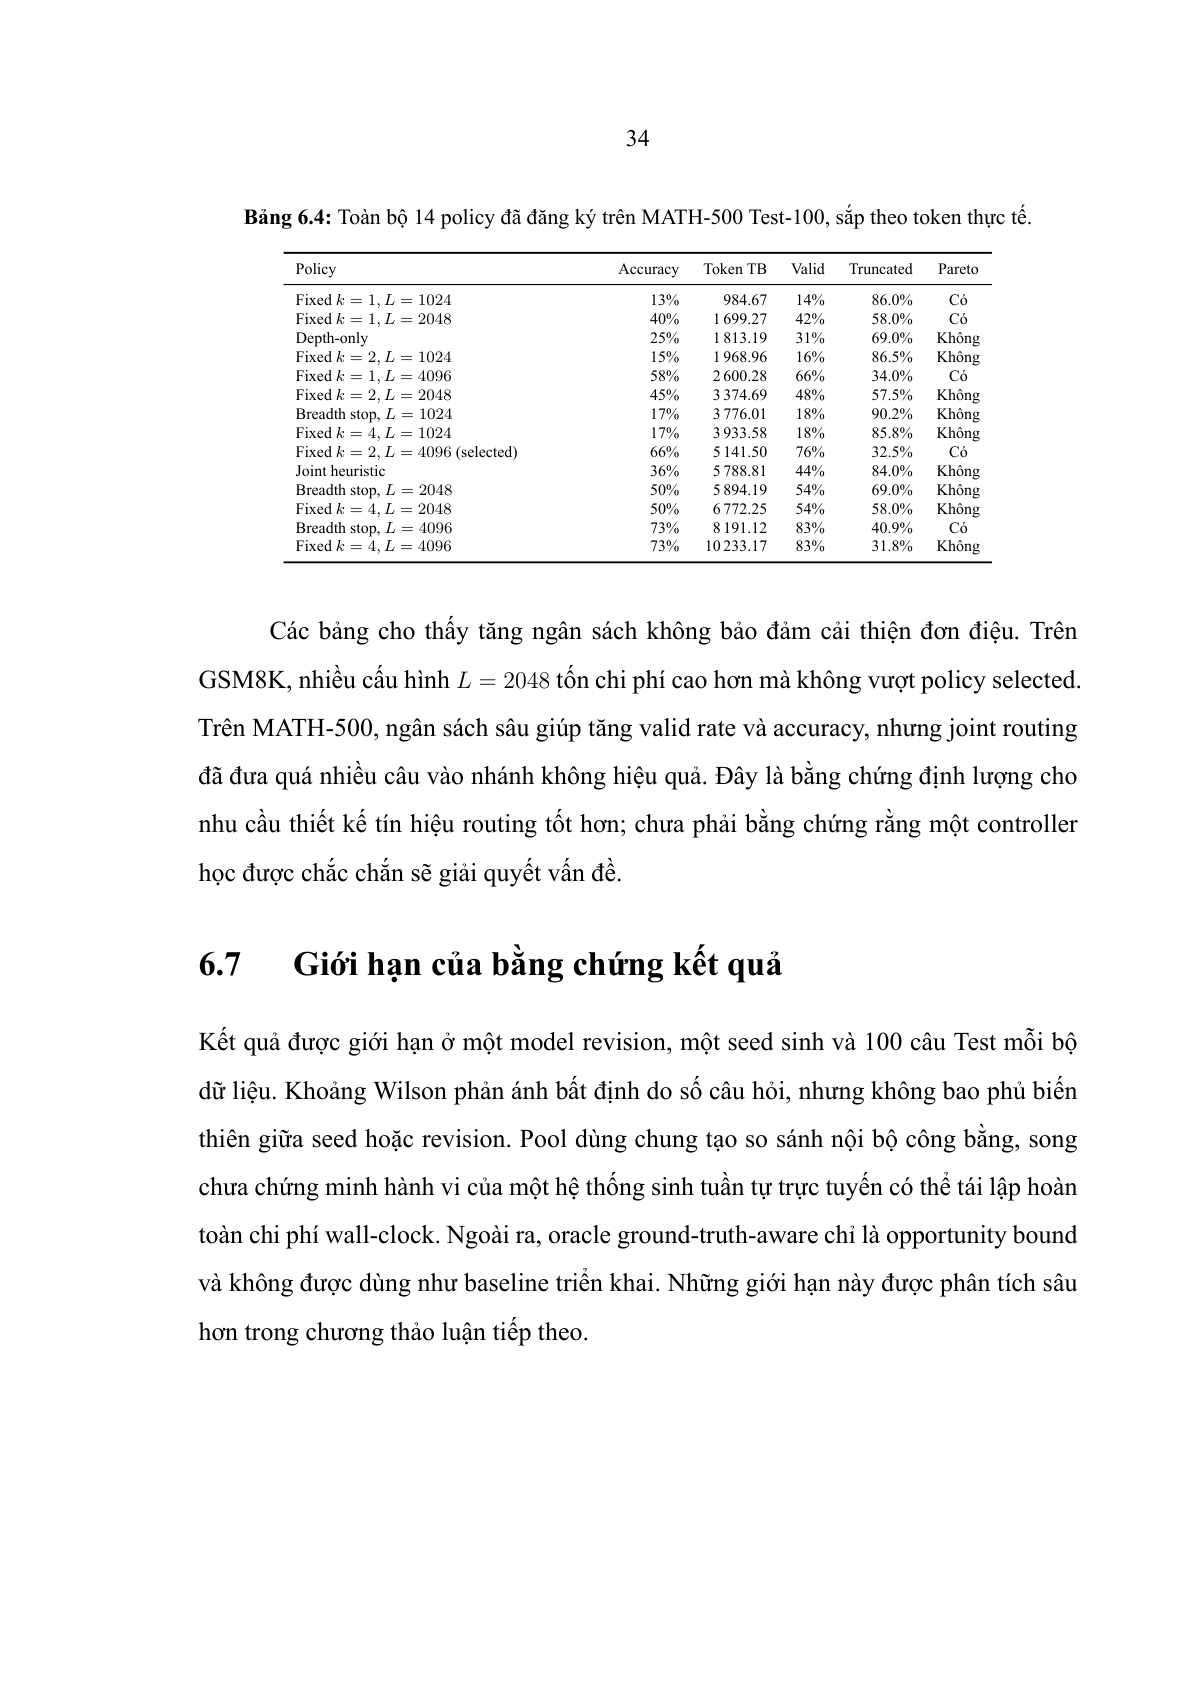 34
Bảng 6.4: Toàn bộ 14 policy đã đăng ký trên MATH-500 Test-100, sắp theo token thực tế.
Policy Accuracy Token TB Valid Truncated Pareto
Fixed k = 1, L = 1024 13% 984.67 14% 86.0% Có
Fixed k = 1, L = 2048 40% 1 699.27 42% 58.0% Có
Depth-only 25% 1 813.19 31% 69.0% Không
Fixed k = 2, L = 1024 15% 1 968.96 16% 86.5% Không
Fixed k = 1, L = 4096 58% 2 600.28 66% 34.0% Có
Fixed k = 2, L = 2048 45% 3 374.69 48% 57.5% Không
Breadth stop, L = 1024 17% 3 776.01 18% 90.2% Không
Fixed k = 4, L = 1024 17% 3 933.58 18% 85.8% Không
Fixed k = 2, L = 4096 (selected) 66% 5 141.50 76% 32.5% Có
Joint heuristic 36% 5 788.81 44% 84.0% Không
Breadth stop, L = 2048 50% 5 894.19 54% 69.0% Không
Fixed k = 4, L = 2048 50% 6 772.25 54% 58.0% Không
Breadth stop, L = 4096 73% 8 191.12 83% 40.9% Có
Fixed k = 4, L = 4096 73% 10 233.17 83% 31.8% Không
Các bảng cho thấy tăng ngân sách không bảo đảm cải thiện đơn điệu. Trên
GSM8K, nhiều cấu hình L = 2048 tốn chi phí cao hơn mà không vượt policy selected.
Trên MATH-500, ngân sách sâu giúp tăng valid rate và accuracy, nhưng joint routing
đã đưa quá nhiều câu vào nhánh không hiệu quả. Đây là bằng chứng định lượng cho
nhu cầu thiết kế tín hiệu routing tốt hơn; chưa phải bằng chứng rằng một controller
học được chắc chắn sẽ giải quyết vấn đề.
6.7 Giới hạn của bằng chứng kết quả
Kết quả được giới hạn ở một model revision, một seed sinh và 100 câu Test mỗi bộ
dữ liệu. Khoảng Wilson phản ánh bất định do số câu hỏi, nhưng không bao phủ biến
thiên giữa seed hoặc revision. Pool dùng chung tạo so sánh nội bộ công bằng, song
chưa chứng minh hành vi của một hệ thống sinh tuần tự trực tuyến có thể tái lập hoàn
toàn chi phí wall-clock. Ngoài ra, oracle ground-truth-aware chỉ là opportunity bound
và không được dùng như baseline triển khai. Những giới hạn này được phân tích sâu
hơn trong chương thảo luận tiếp theo.